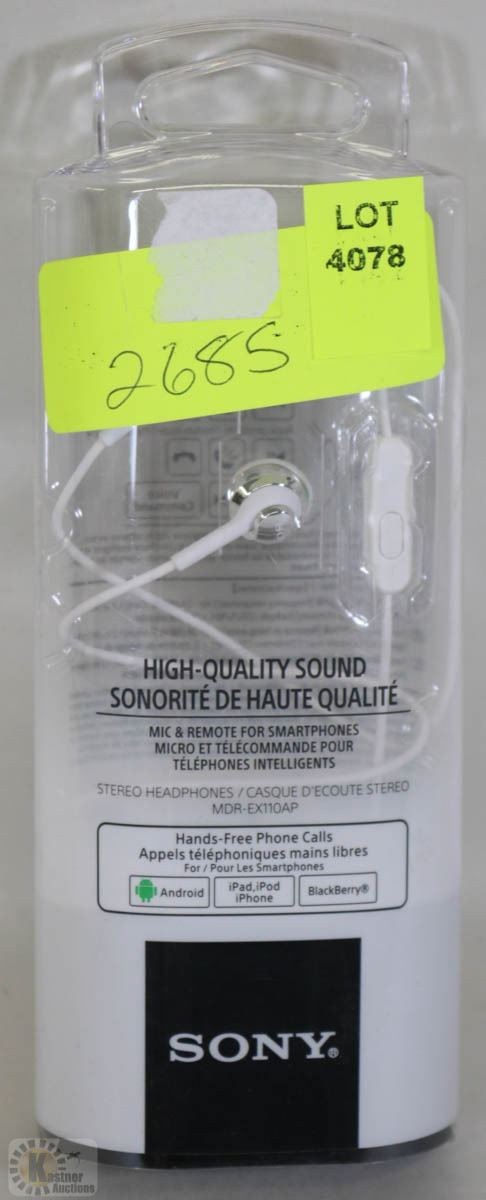 LOT
4078
2685
HIGH-QUALITY SOUND
SONORITÉ DE HAUTE QUALITÉ
MIC & REMOTE FOR SMARTPHONES
MICRO ET TÉLÉCOMMANDE POUR
TÉLÉPHONES INTELLIGENTS
STEREO HEADPHONES / CASQUE D'ECOUTE STEREO
MDR-EX110AP
Hands-Free Phone Calls
Appels téléphoniques mains libres
For / Pour Les Smartphones
Android
iPad,iPod
iPhone
BlackBerry®
SONY®
Kastner
Auctions